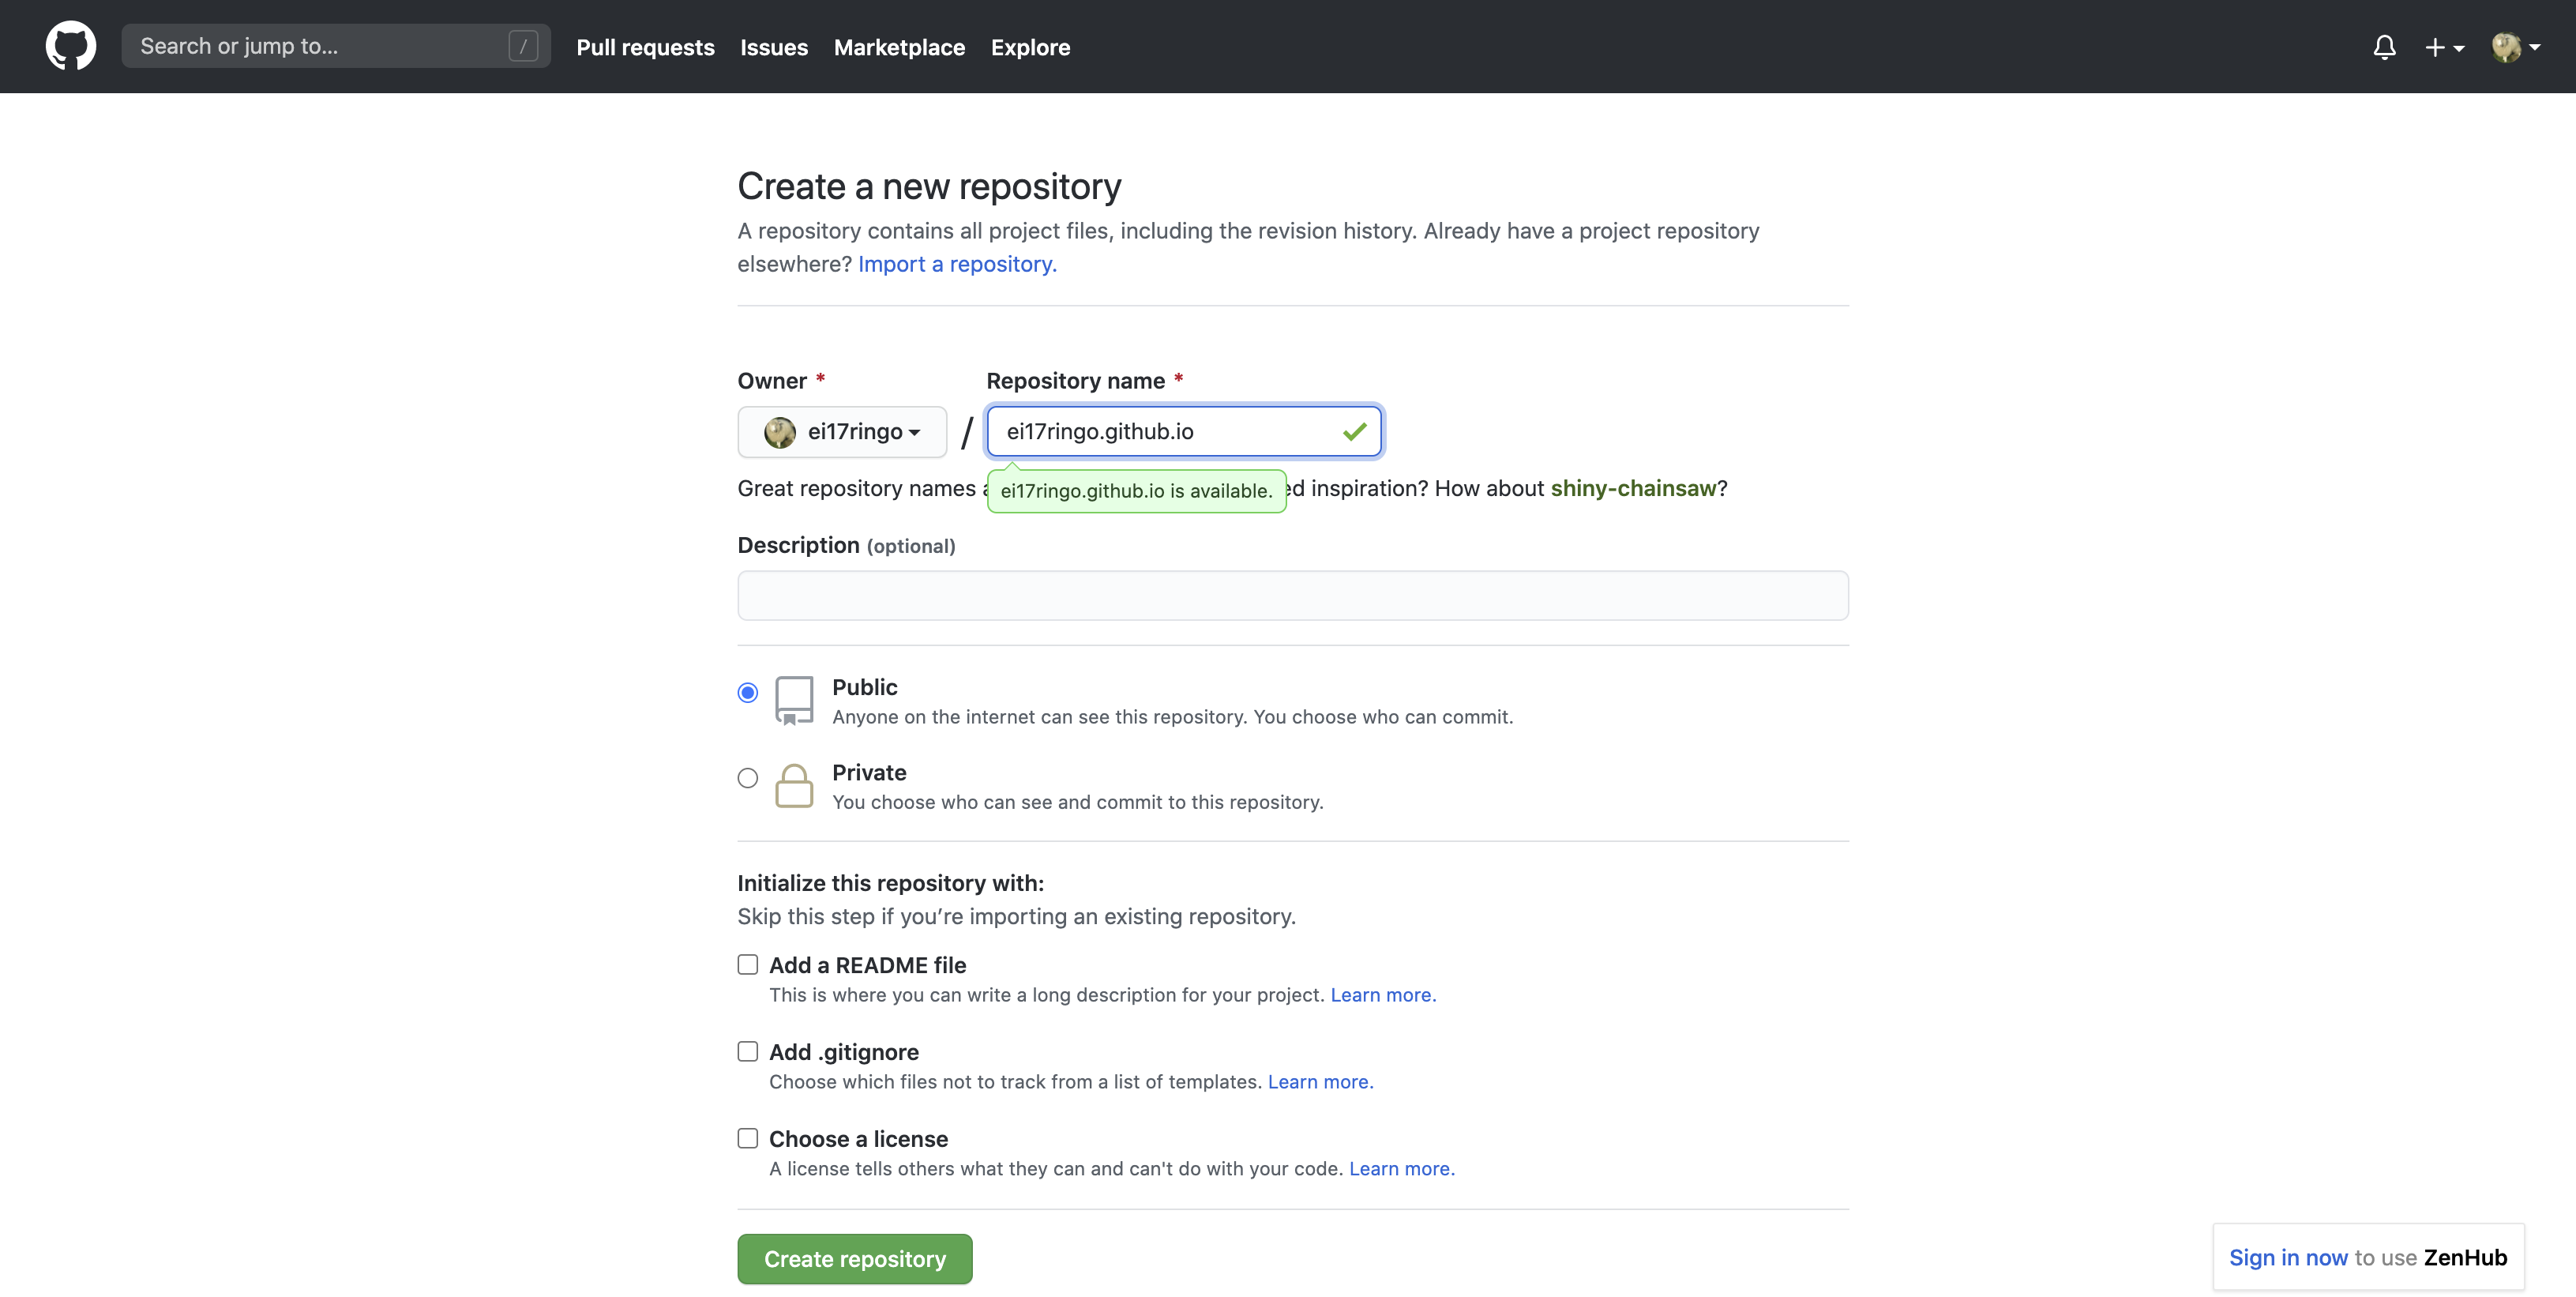 Search or jump to... /
Pull requests Issues Marketplace Explore
Create a new repository
A repository contains all project files, including the revision history. Already have a project repository
elsewhere? Import a repository.
Owner * Repository name *
ei17ringo / ei17ringo.github.io
Great repository names ei17ringo.github.io is available. inspiration? How about shiny-chainsaw?
Description (optional)
Public
Anyone on the internet can see this repository. You choose who can commit.
Private
You choose who can see and commit to this repository.
Initialize this repository with:
Skip this step if you’re importing an existing repository.
Add a README file
This is where you can write a long description for your project. Learn more.
Add .gitignore
Choose which files not to track from a list of templates. Learn more.
Choose a license
A license tells others what they can and can't do with your code. Learn more.
Create repository
Sign in now to use ZenHub